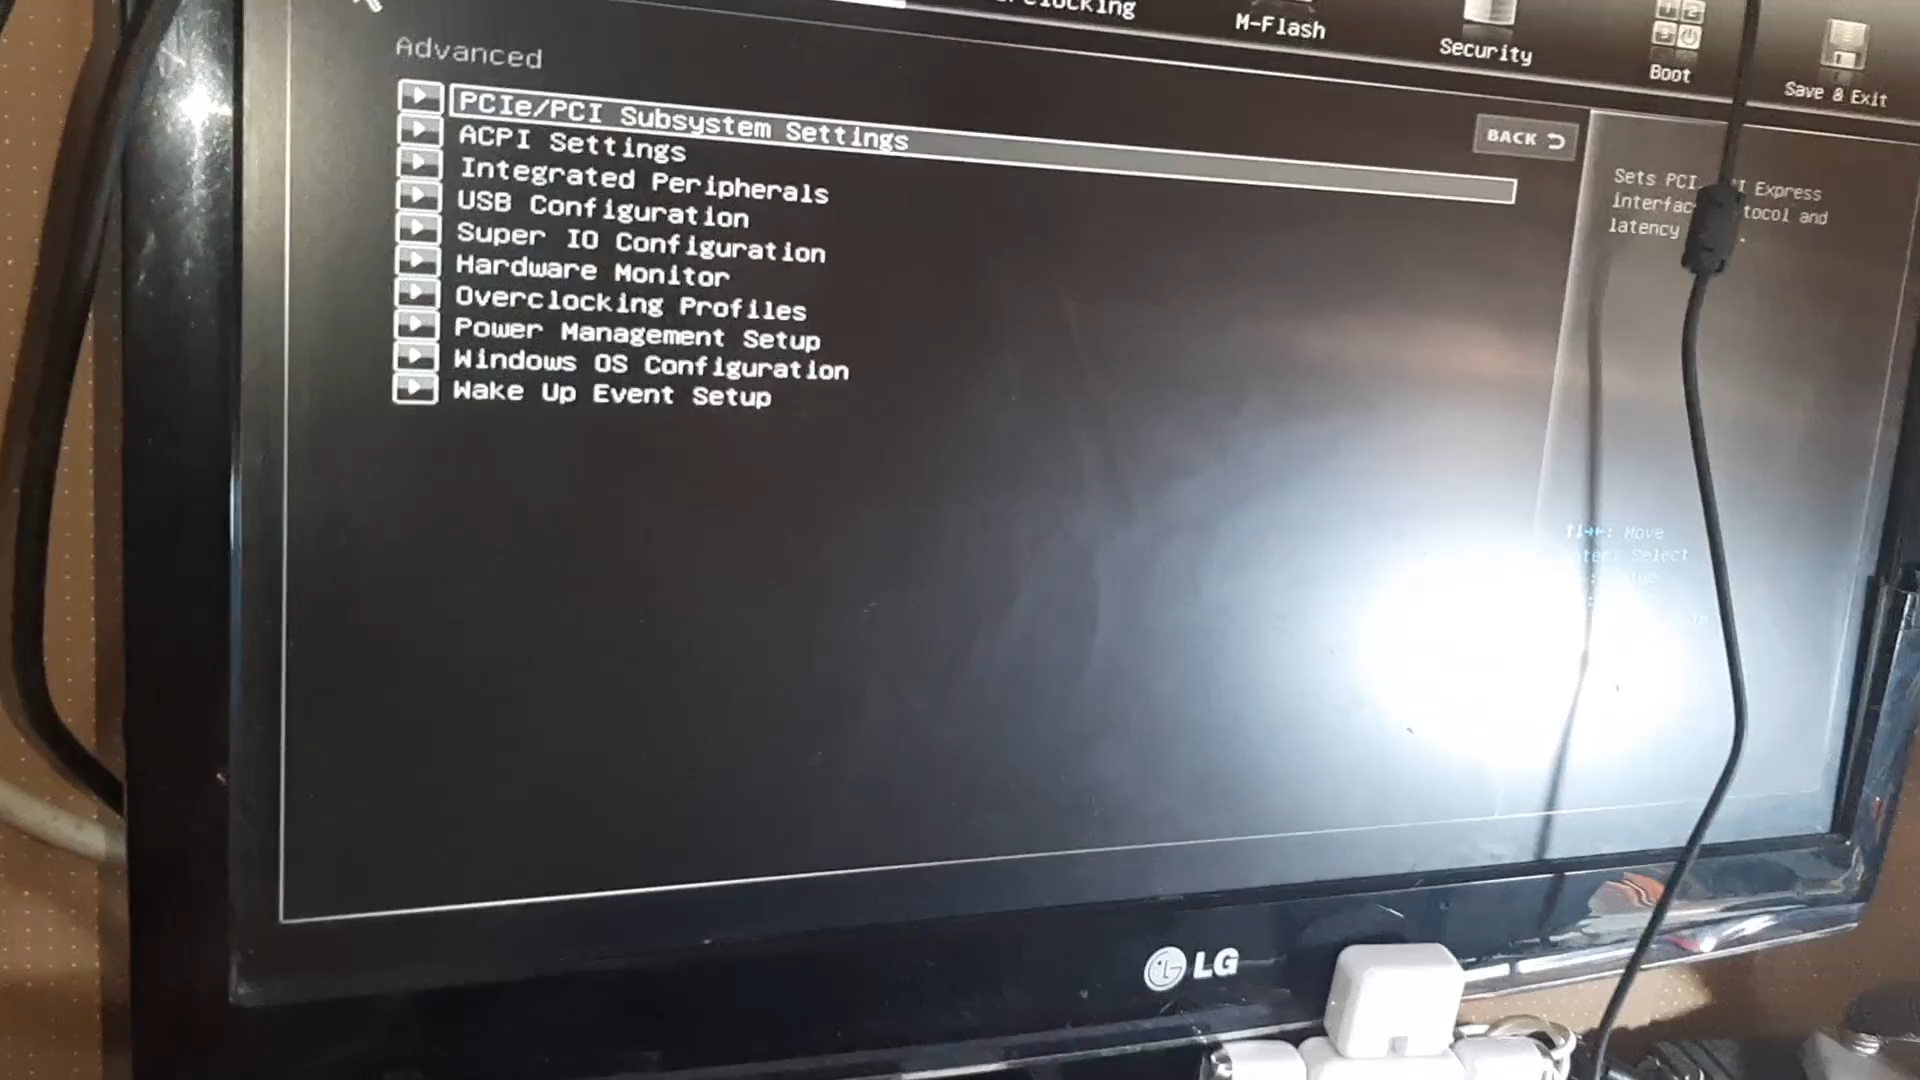 M-Flash
Security
Boot
Save & Exit
Advanced
PCIe/PCI Subsystem Settings
ACPI Settings
Integrated Peripherals
USB Configuration
Super IO Configuration
Hardware Monitor
Overclocking Profiles
Power Management Setup
Windows OS Configuration
Wake Up Event Setup
BACK
Sets PCI Express
and
latency
Move
Select
LG